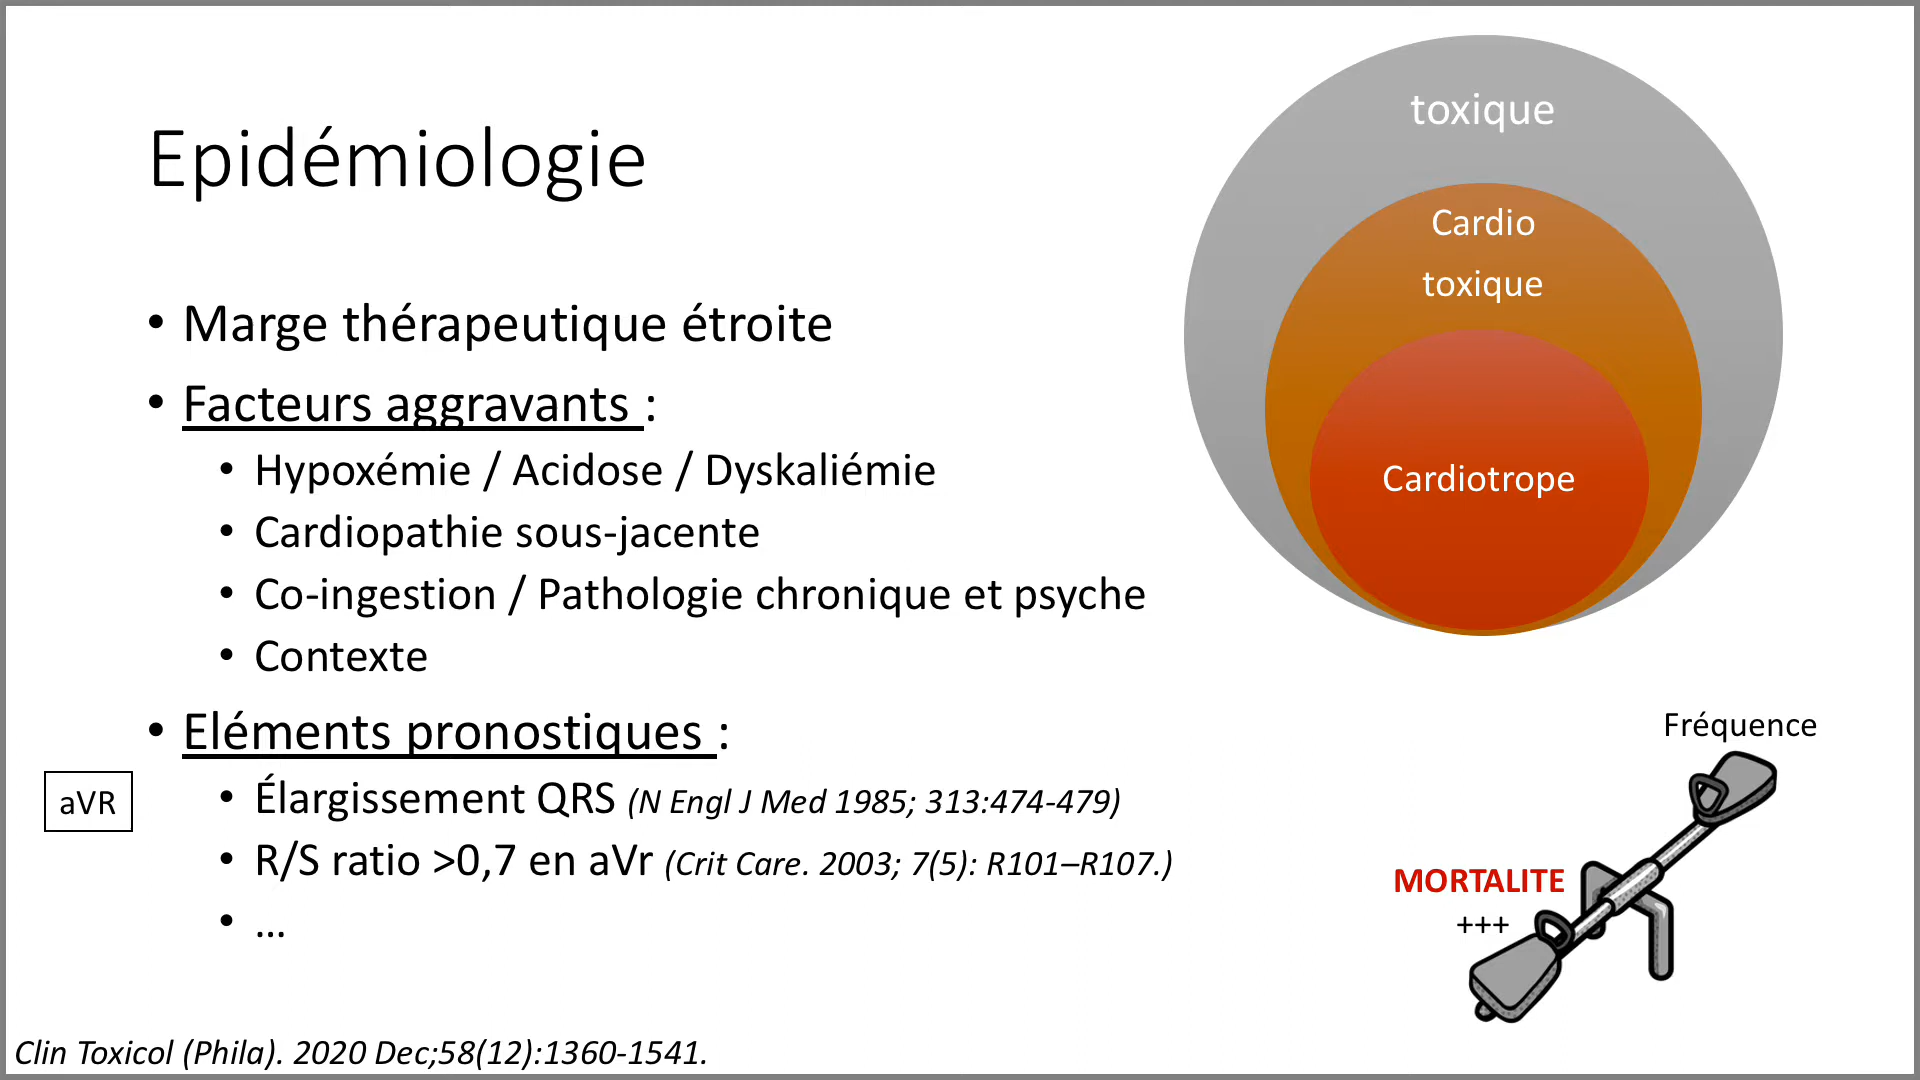 Epidémiologie
• Marge thérapeutique étroite
• Facteurs aggravants :
• Hypoxémie / Acidose / Dyskaliémie
• Cardiopathie sous-jacente
• Co-ingestion / Pathologie chronique et psyche
• Contexte
• Eléments pronostiques :
aVR
• Élargissement QRS (N Engl J Med 1985; 313:474-479)
• R/S ratio >0,7 en aVr (Crit Care. 2003; 7(5): R101–R107.)
• ...
toxique
Cardio
toxique
Cardiotrope
Fréquence
MORTALITE
+++
Clin Toxicol (Phila). 2020 Dec;58(12):1360-1541.